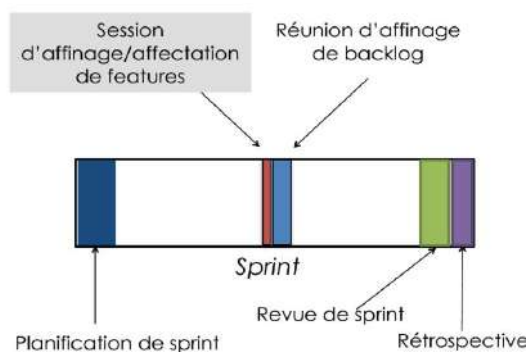 Session
d’affinage/affectation
de features
Réunion d’affinage
de backlog
Sprint
Revue de sprint
Planification de sprint
Rétrospective